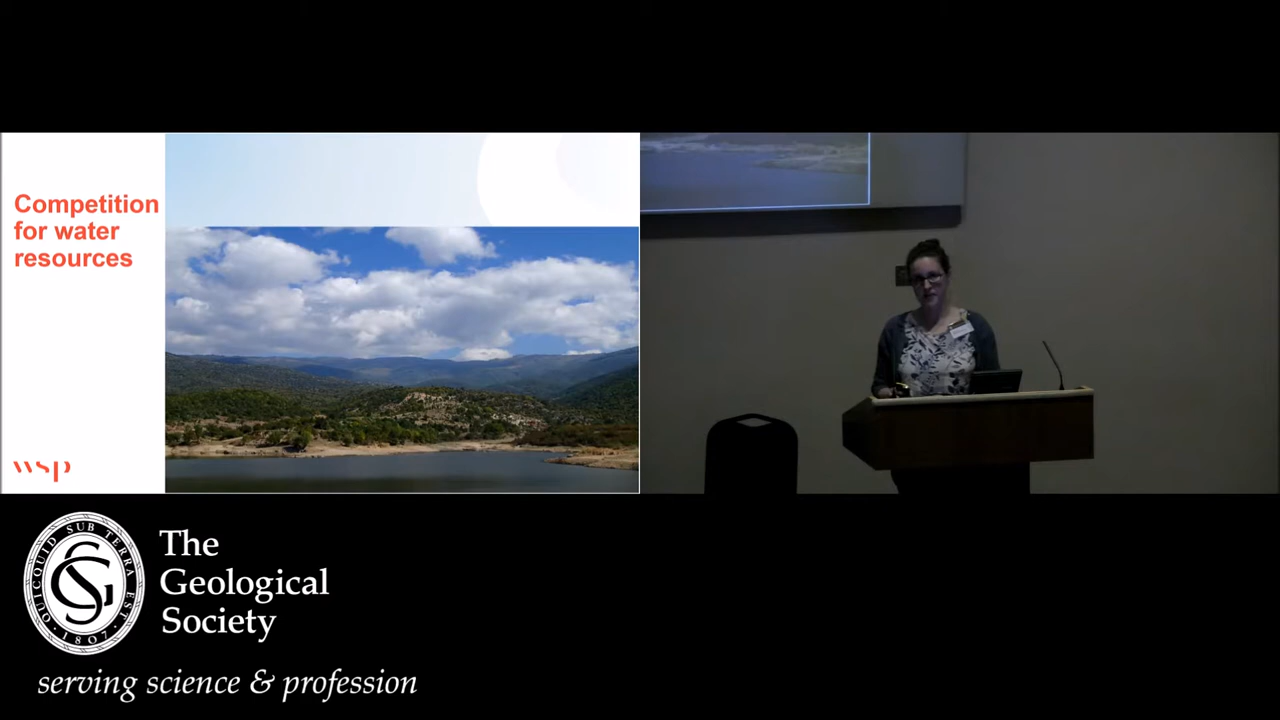 Competition
for water
resources
wsp
QUICQUID SUB TERRA EST
·1807·
The
Geological
Society
serving science & profession